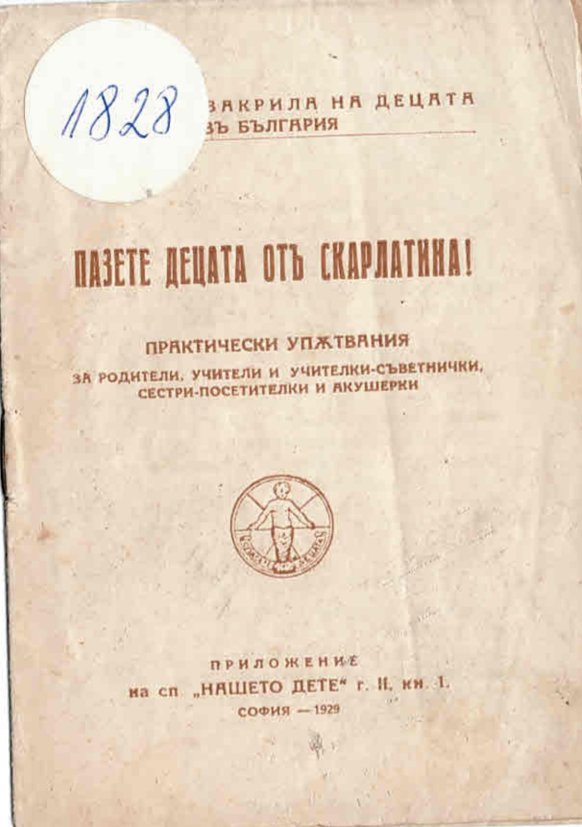 1828
ЗАКРИЛА НА ДЕЦАТА
ВЪ БЪЛГАРИЯ
ПАЗЕТЕ ДЕЦАТА ОТЪ СКАРЛАТИНА!
ПРАКТИЧЕСКИ УПѪТВАНИЯ
ЗА РОДИТЕЛИ, УЧИТЕЛИ И УЧИТЕЛКИ-СЪВЕТНИЧКИ,
СЕСТРИ-ПОСЕТИТЕЛКИ И АКУШЕРКИ
ПРИЛОЖЕНИЕ
на сп. „НАШЕТО ДЕТЕ“ г. II, кн. 1.
СОФИЯ — 1929